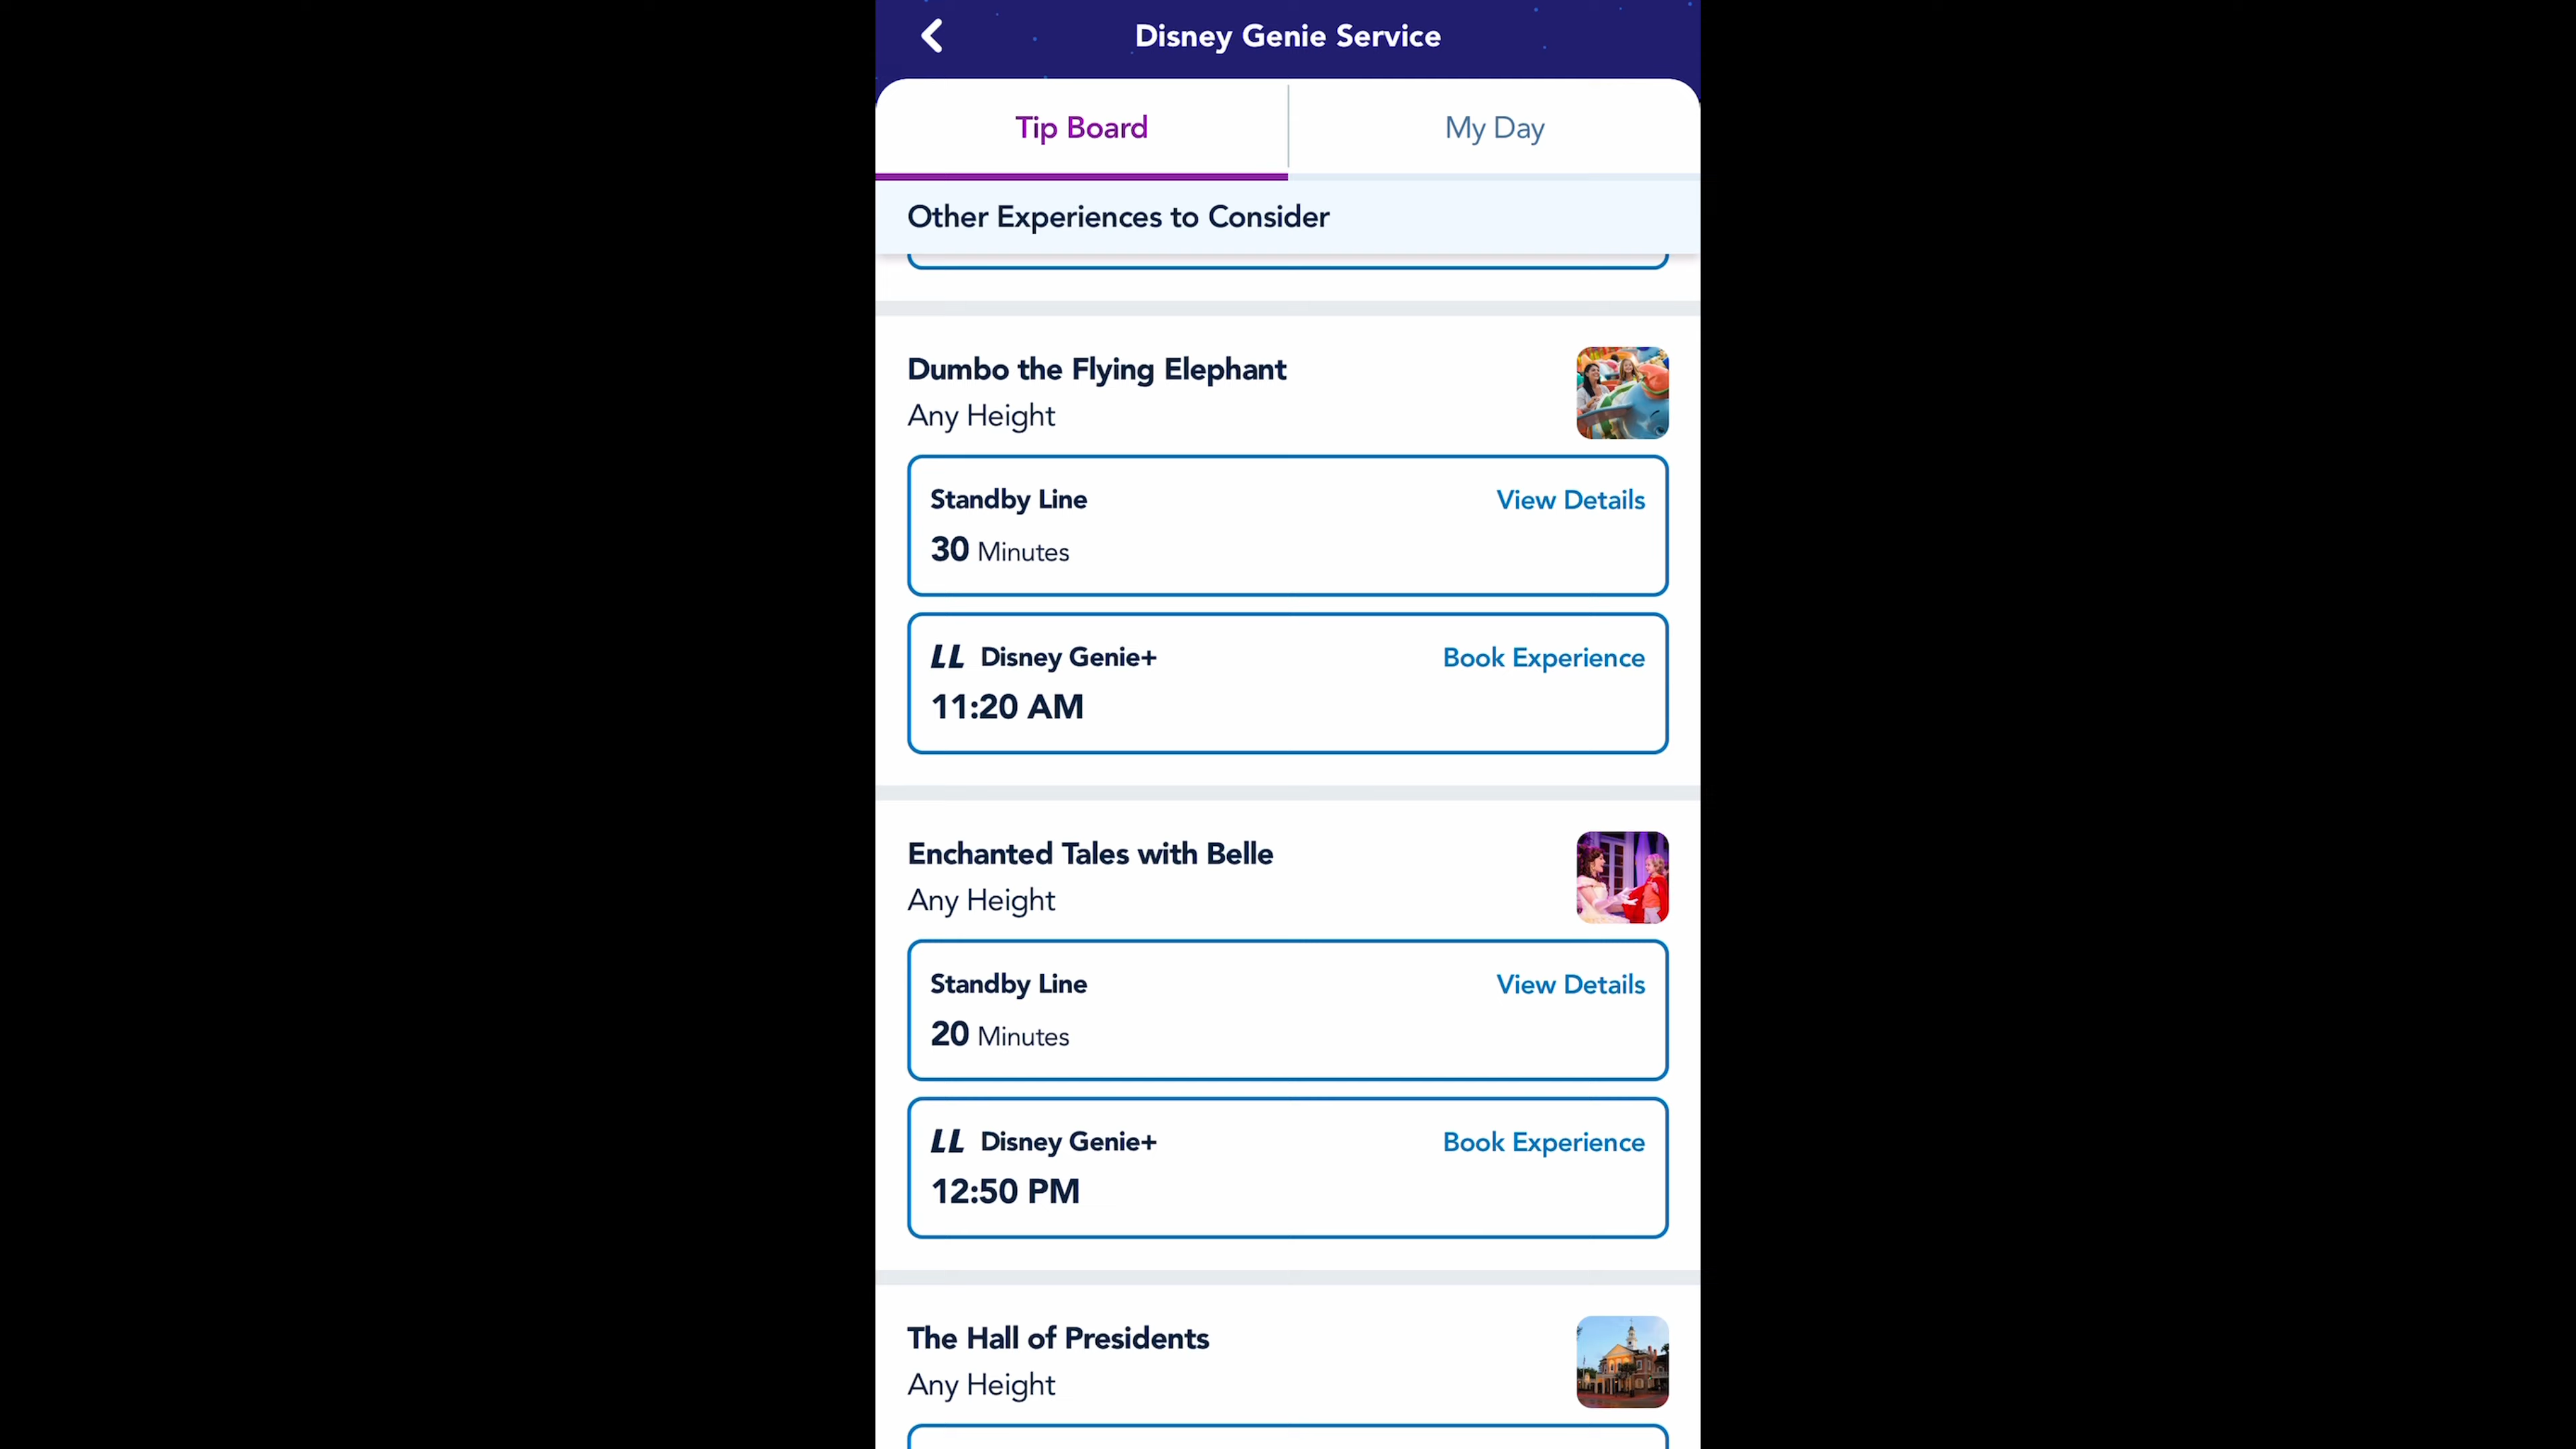 Disney Genie Service
Tip Board
My Day
Other Experiences to Consider
Dumbo the Flying Elephant
Any Height
Standby Line
View Details
30 Minutes
LL Disney Genie+
Book Experience
11:20 AM
Enchanted Tales with Belle
Any Height
Standby Line
View Details
20 Minutes
LL Disney Genie+
Book Experience
12:50 PM
The Hall of Presidents
Any Height